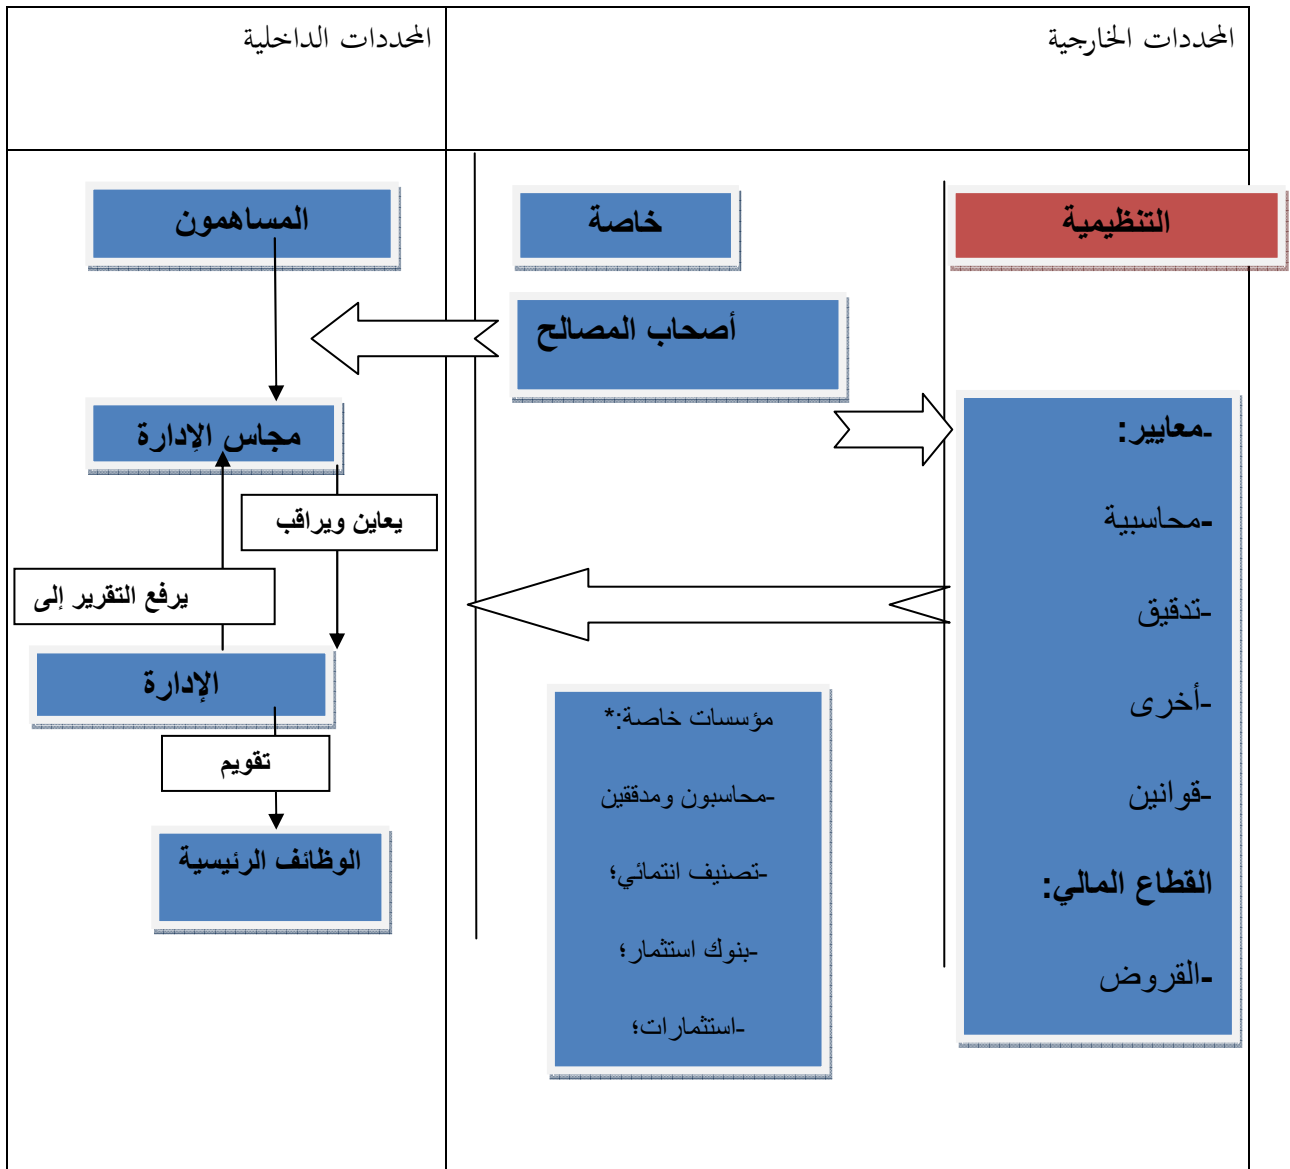 المحددات الخارجية
المحددات الداخلية
التنظيمية
خاصة
المساهمون
أصحاب المصالح
-معايير:
-محاسبية
-تدقيق
-أخرى
-قوانين
القطاع المالي:
-القروض
مؤسسات خاصة:*
-محاسبون ومدققين
-تصنيف انتمائي؛
-بنوك استثمار؛
-استثمارات؛
مجاس الإدارة
يعاين ويراقب
يرفع التقرير إلى
الإدارة
تقويم
الوظائف الرئيسية